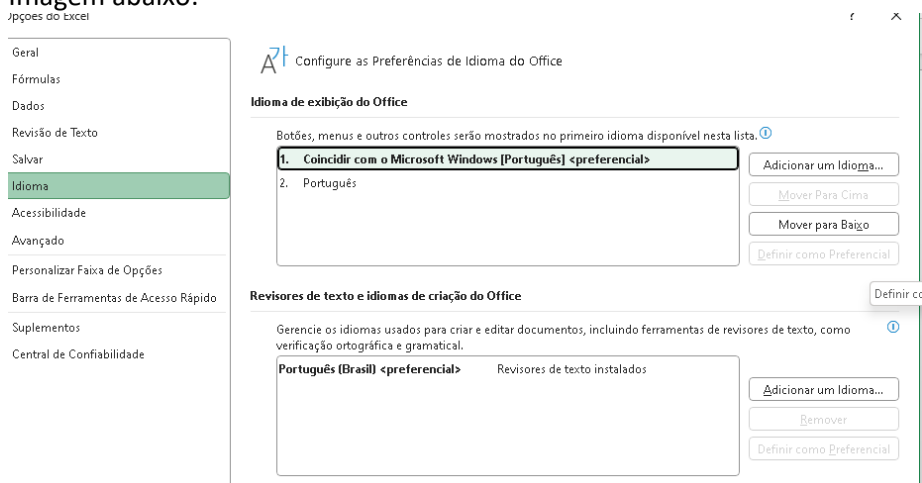 imagem abaixo:
Opções do Excel
? ×
Geral
Fórmulas
Dados
Revisão de Texto
Salvar
Idioma
Acessibilidade
Avançado
Personalizar Faixa de Opções
Barra de Ferramentas de Acesso Rápido
Suplementos
Central de Confiabilidade
Configure as Preferências de Idioma do Office
Idioma de exibição do Office
Botões, menus e outros controles serão mostrados no primeiro idioma disponível nesta lista.
1. Coincidir com o Microsoft Windows [Português] <preferencial>
2. Português
Adicionar um Idioma...
Mover Para Cima
Mover para Baixo
Definir como Preferencial
Definir co
Revisores de texto e idiomas de criação do Office
Gerencie os idiomas usados para criar e editar documentos, incluindo ferramentas de revisores de texto, como
verificação ortográfica e gramatical.
Português (Brasil) <preferencial> Revisores de texto instalados
Adicionar um Idioma...
Remover
Definir como Preferencial